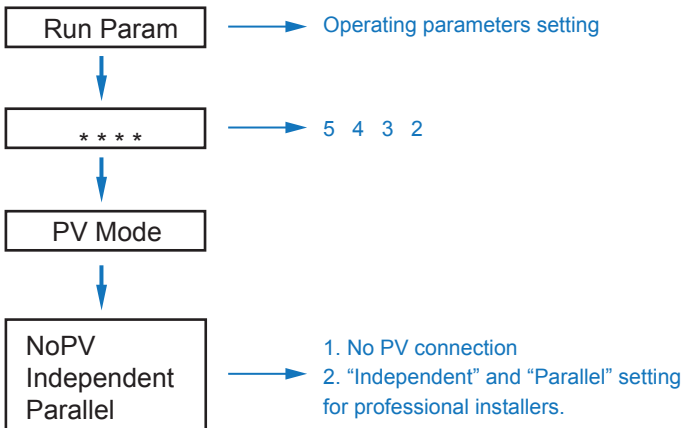 Run Param
Operating parameters setting
* * * *
5 4 3 2
PV Mode
NoPV
Independent
Parallel
1. No PV connection
2. “Independent” and “Parallel” setting
for professional installers.